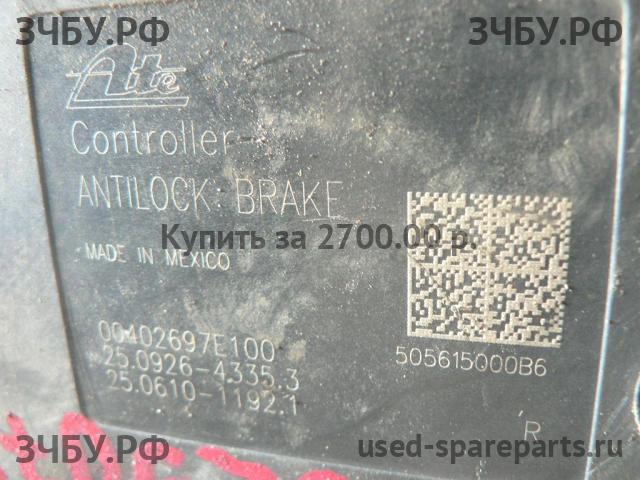 ЗЧБУ.РФ ЗЧБУ.РФ
Ate
Controller
ANTILOCK BRAKE
Купить за 2700.00 р.
MADE IN MEXICO
00402697E100
25.0926-4335.3
25.0610-1192.1
505615000B6
R
ЗЧБУ.РФ used-spareparts.ru